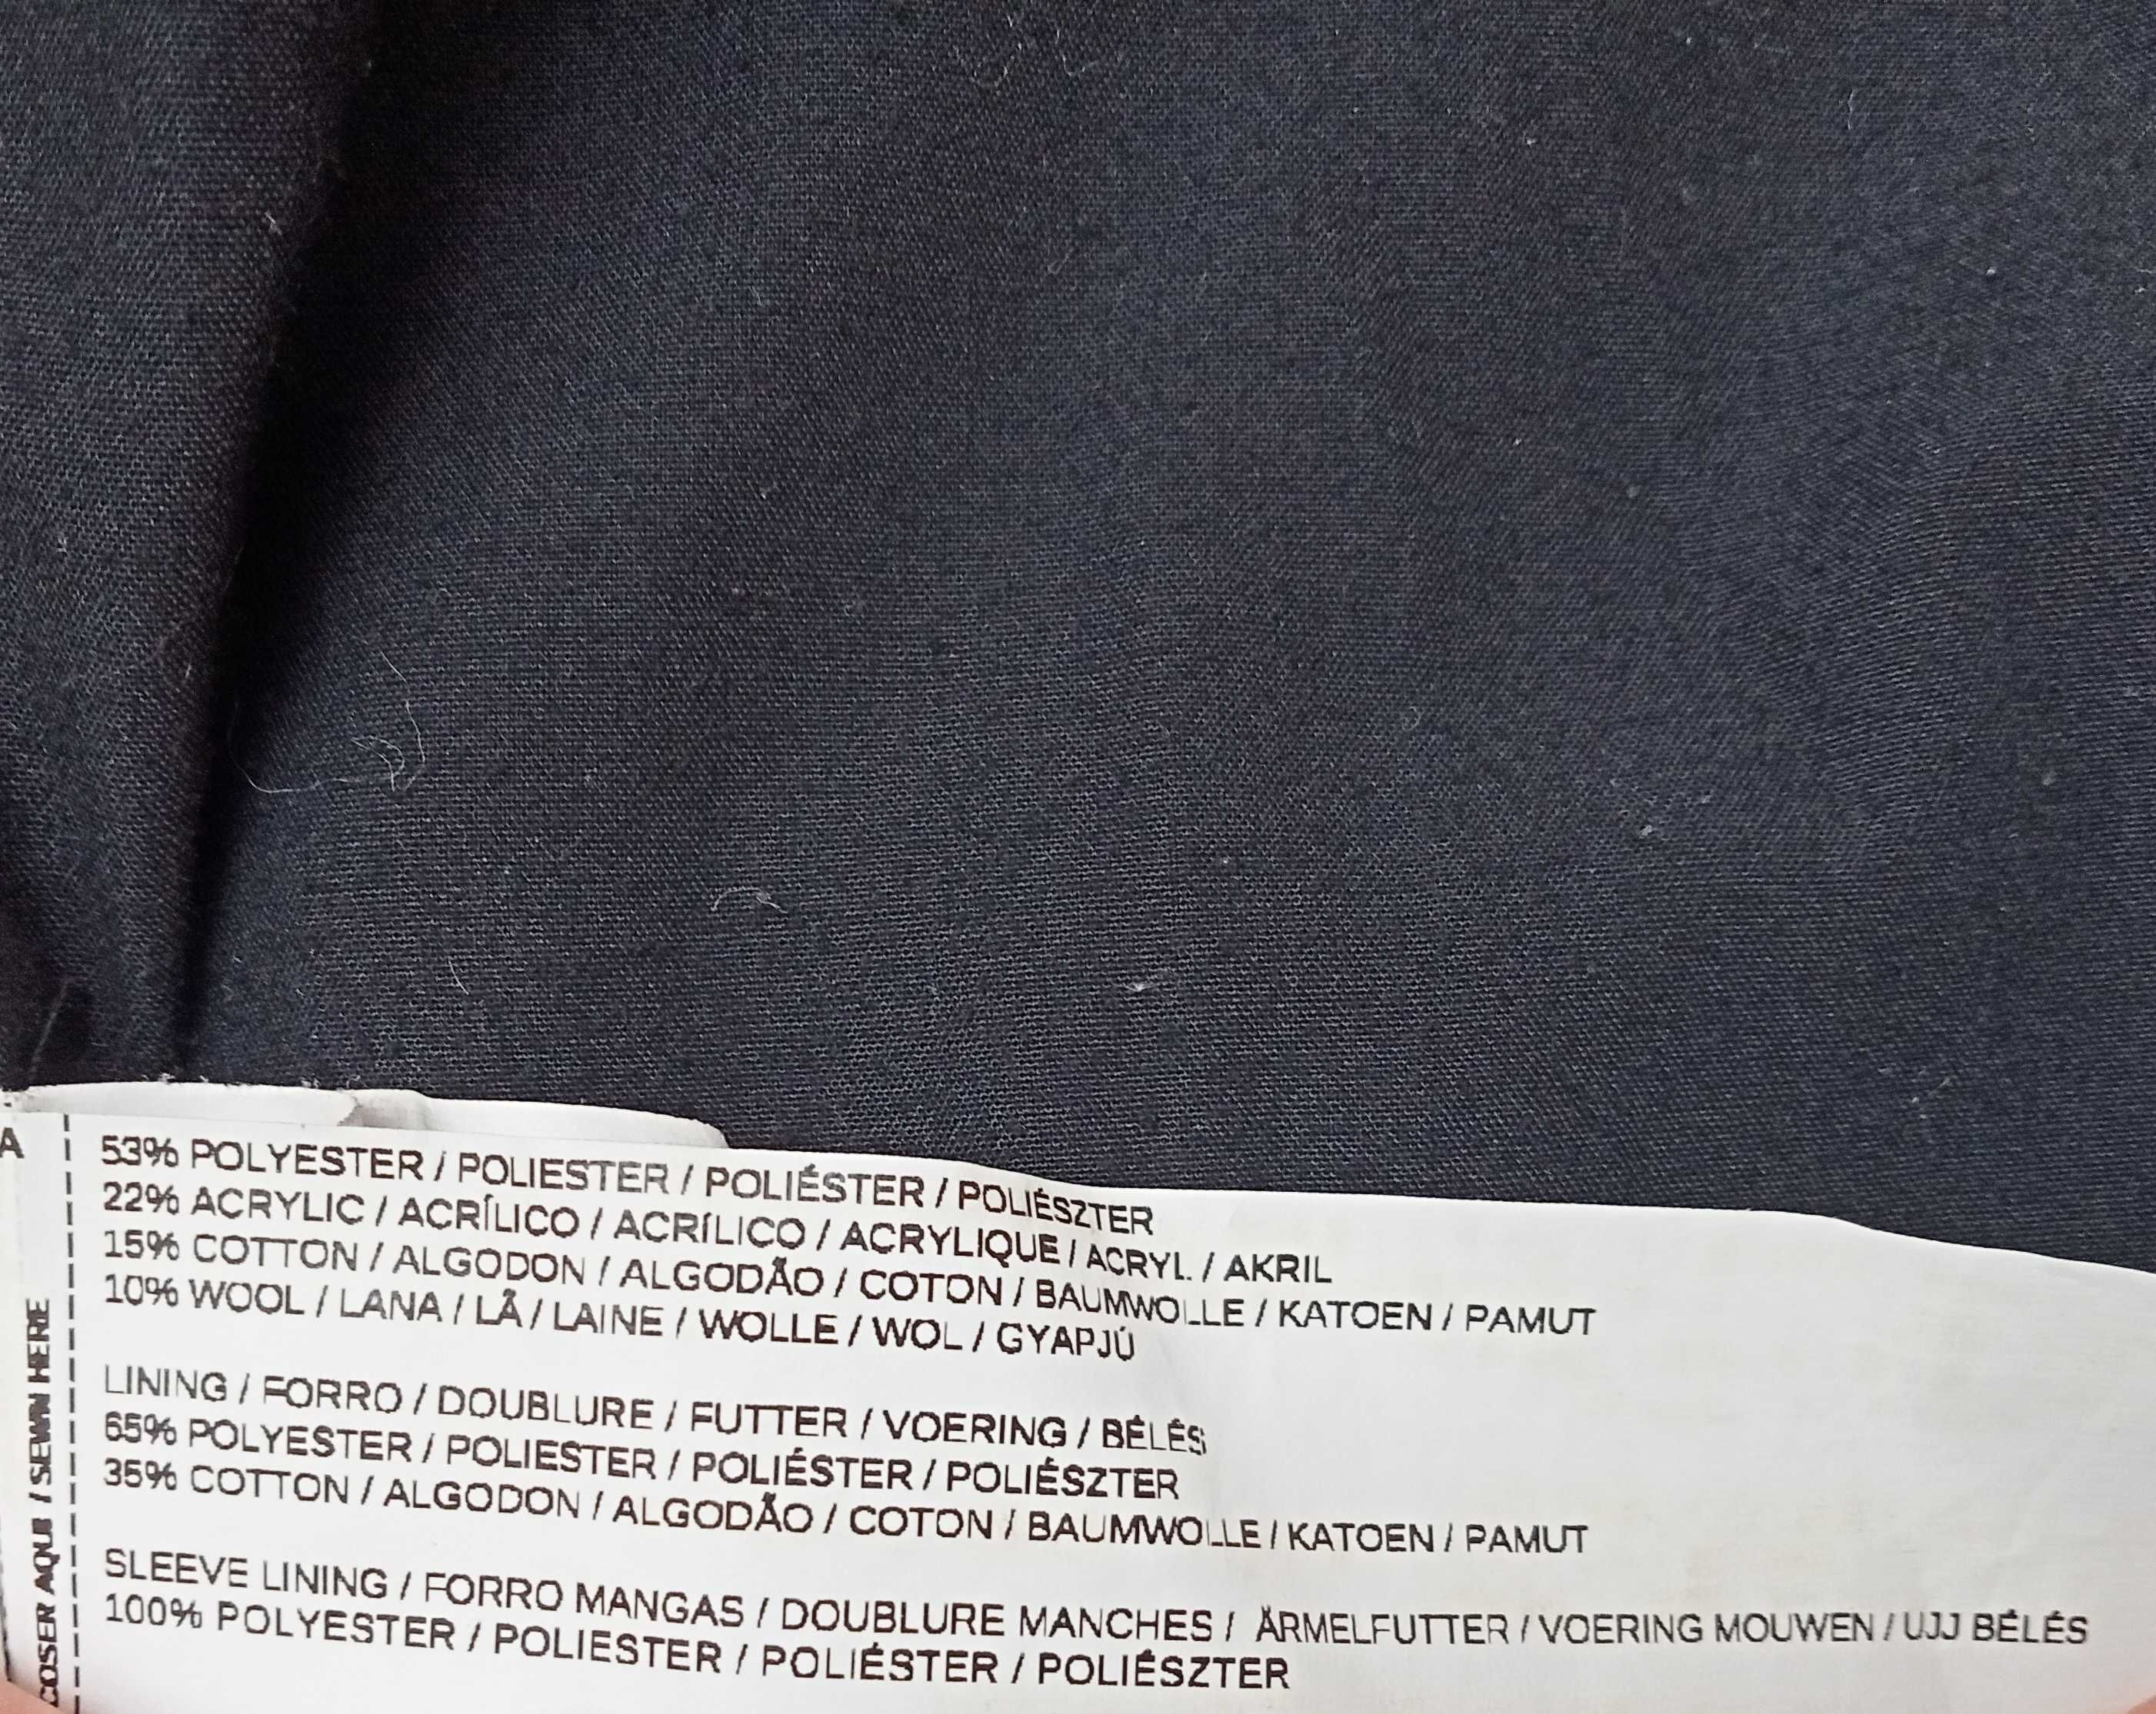 A
53% POLYESTER / POLIESTER / POLIÉSTER / POLIÉSZTER
22% ACRYLIC / ACRÍLICO / ACRÍLICO / ACRYLIQUE / ACRYL / AKRIL
15% COTTON / ALGODON / ALGODÃO / COTON / BAUMWOLLE / KATOEN / PAMUT
10% WOOL / LANA / LÃ / LAINE / WOLLE / WOL / GYAPJÚ
LINING / FORRO / DOUBLURE / FUTTER / VOERING / BÉLÉS
65% POLYESTER / POLIESTER / POLIÉSTER / POLIÉSZTER
35% COTTON / ALGODON / ALGODÃO / COTON / BAUMWOLLE / KATOEN / PAMUT
SLEEVE LINING / FORRO MANGAS / DOUBLURE MANCHES / ÄRMELFUTTER / VOERING MOUWEN / UJJ BÉLÉS
100% POLYESTER / POLIESTER / POLIÉSTER / POLIÉSZTER
COSER AQUI / SEWN HERE